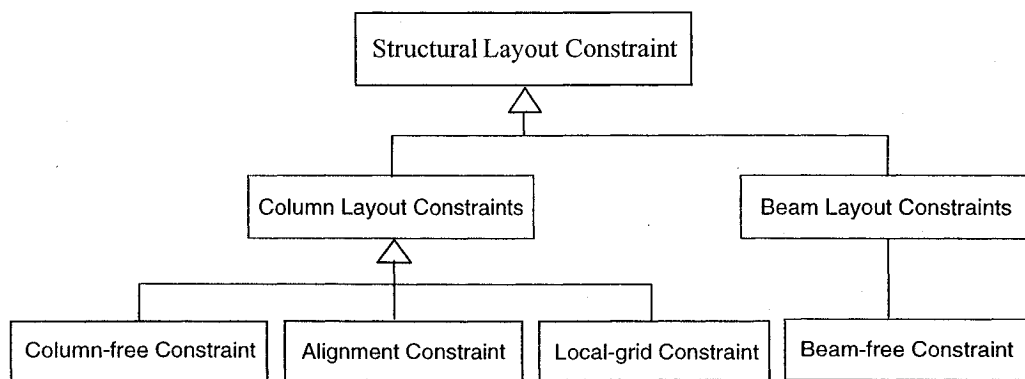 Structural Layout Constraint
Column Layout Constraints
Beam Layout Constraints
Column-free Constraint
Alignment Constraint
Local-grid Constraint
Beam-free Constraint